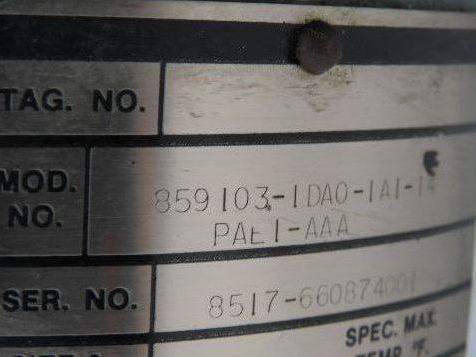 TAG. NO.
MOD. NO.
859103-1DA0-1A1-1
PAE1-AAA
SER. NO.
8517-660874001
SPEC. MAX.
TEMP. °F